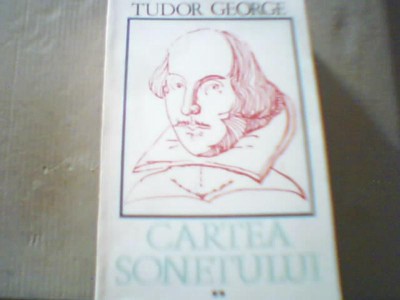 TUDOR GEORGE
CARTEA
SONETULUI
**